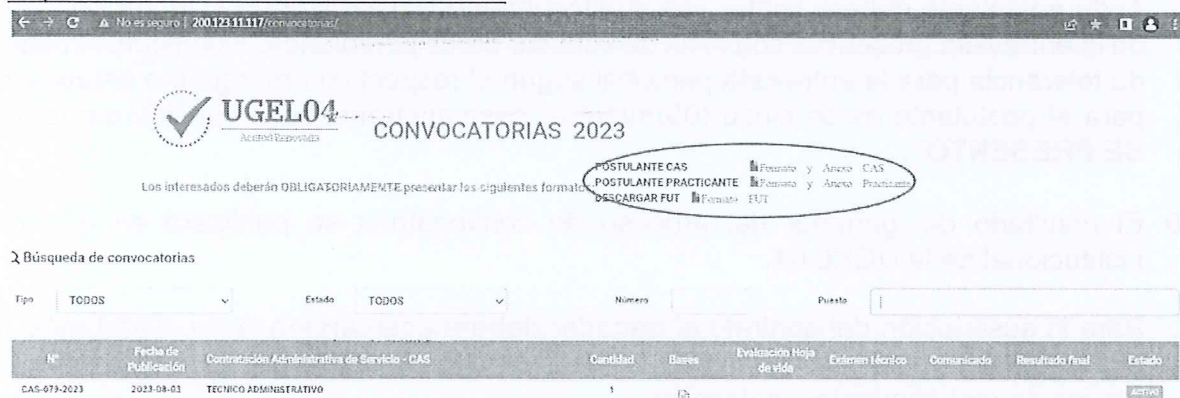 No es seguro | 200.123.11.117/convocatorias/
UGEL04
CONVOCATORIAS 2023
POSTULANTE CAS Formato y Anexo CAS
Los interesados deberán OBLIGATORIAMENTE presentar los siguientes formatos
POSTULANTE PRACTICANTE Formato y Anexo Practicante
DESCARGAR FUT Formato FUT
Búsqueda de convocatorias
Tipo TODOS Estado TODOS Número Puesto
N° Fecha de Publicación Contratación Administrativa de Servicio - CAS Cantidad Bases Evaluación Hoja de vida Exámen técnico Comunicado Resultado final Estado
CAS-079-2023 2023-08-03 TECNICO ADMINISTRATIVO 1 Activo